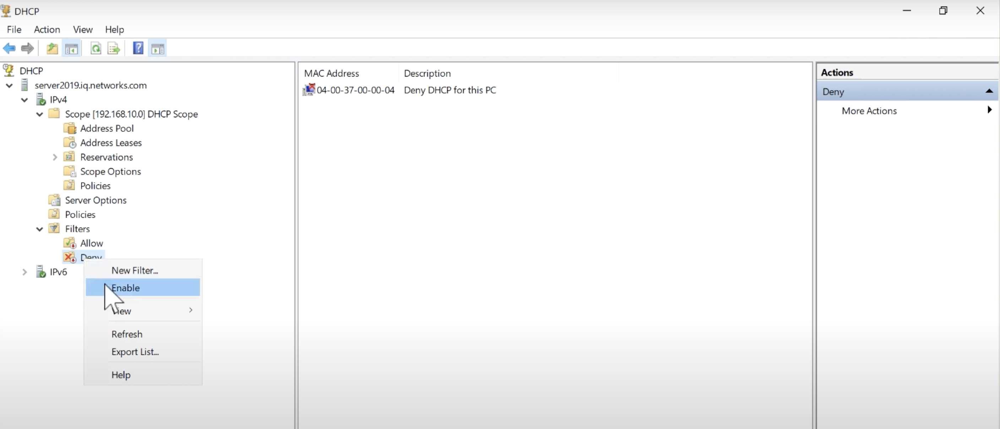 DHCP
File Action View Help
DHCP
server2019.iq.networks.com
IPv4
Scope [192.168.10.0] DHCP Scope
Address Pool
Address Leases
Reservations
Scope Options
Policies
Server Options
Policies
Filters
Allow
Deny
IPv6
New Filter...
Enable
View
Refresh
Export List...
Help
MAC Address Description
04-00-37-00-00-04 Deny DHCP for this PC
Actions
Deny
More Actions